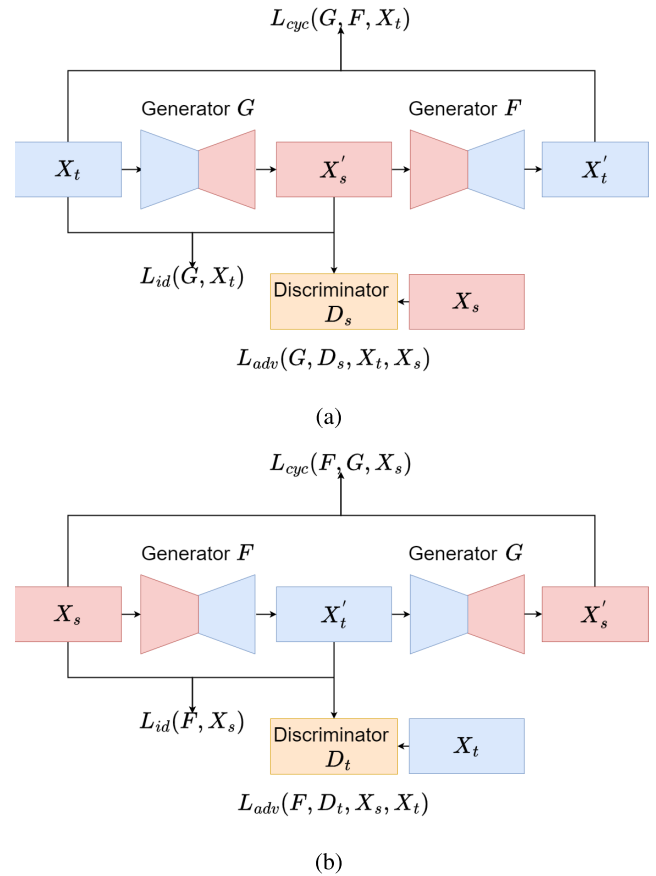 L_{cyc}(G, F, X_t)
Generator G
Generator F
X_t
X_s^{'}
X_t^{'}
L_{id}(G, X_t)
Discriminator
D_s
X_s
L_{adv}(G, D_s, X_t, X_s)
(a)
L_{cyc}(F, G, X_s)
Generator F
Generator G
X_s
X_t^{'}
X_s^{'}
L_{id}(F, X_s)
Discriminator
D_t
X_t
L_{adv}(F, D_t, X_s, X_t)
(b)